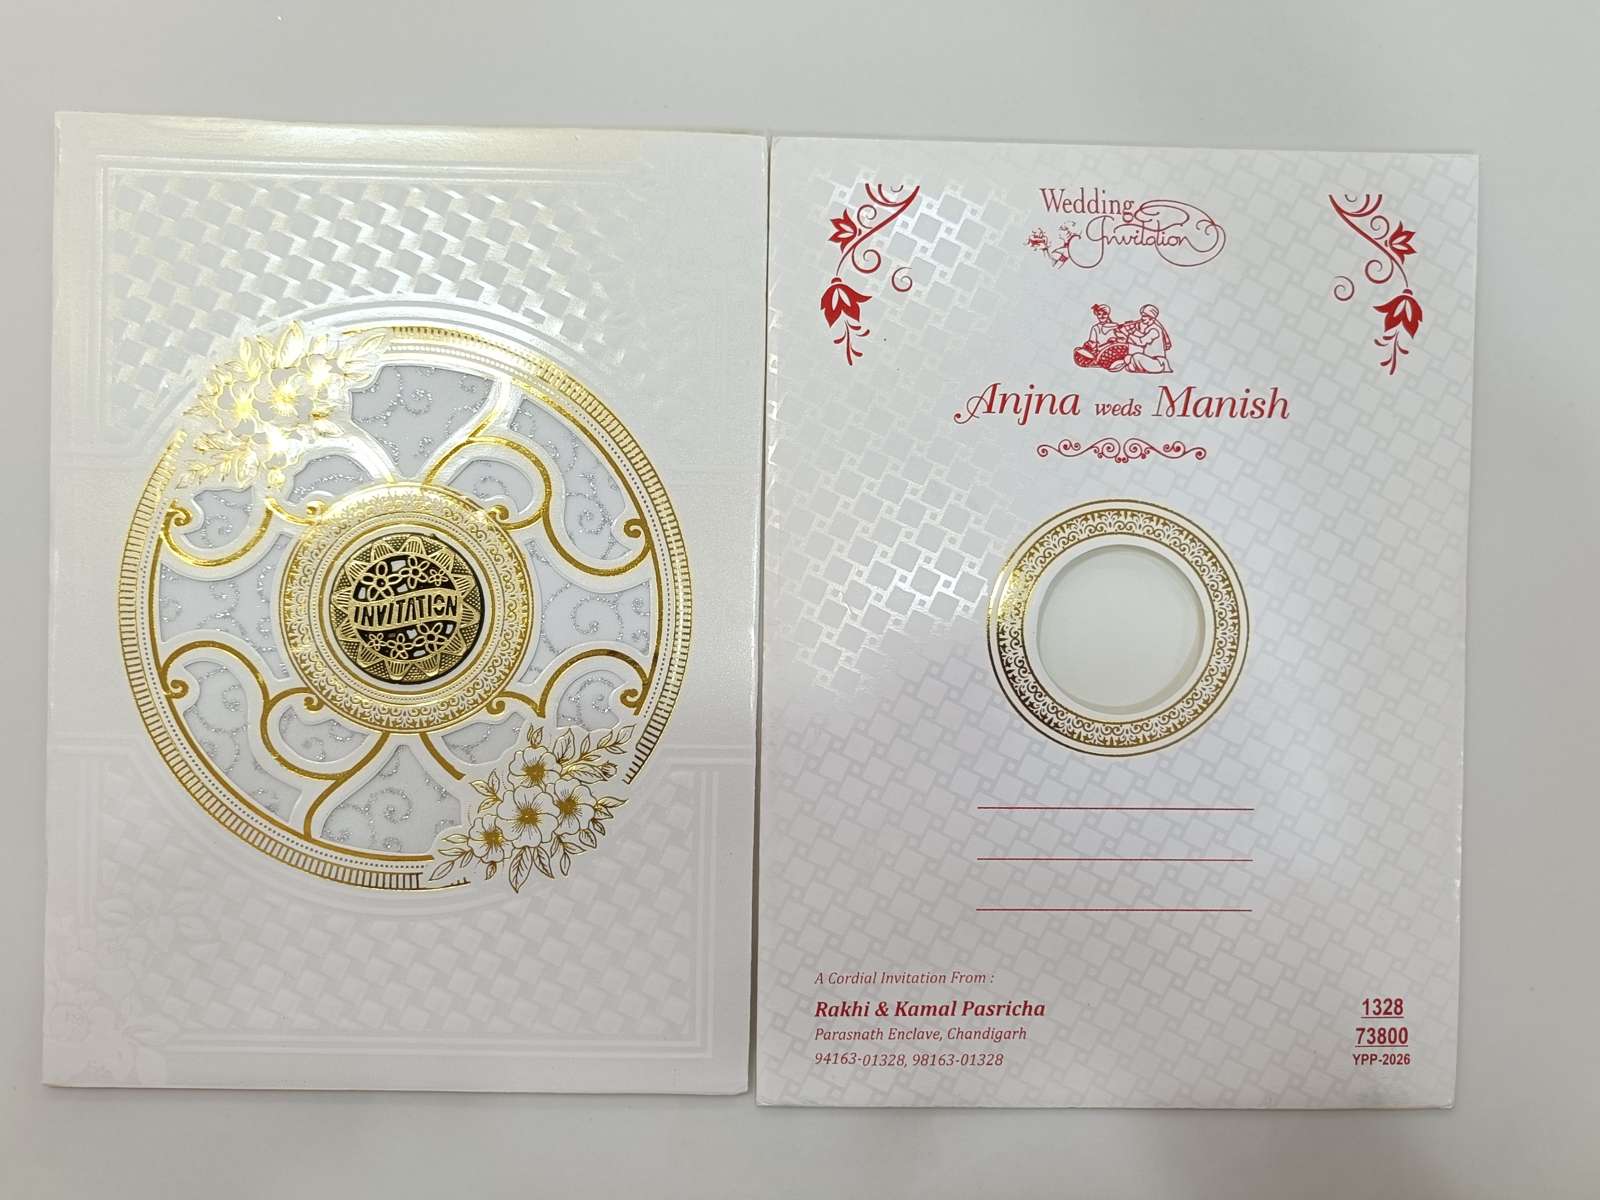 INVITATION
Wedding
Invitation
Anjna weds Manish
A Cordial Invitation From :
Rakhi & Kamal Pasricha
Parasnath Enclave, Chandigarh
94163-01328, 98163-01328
1328
73800
YPP-2026